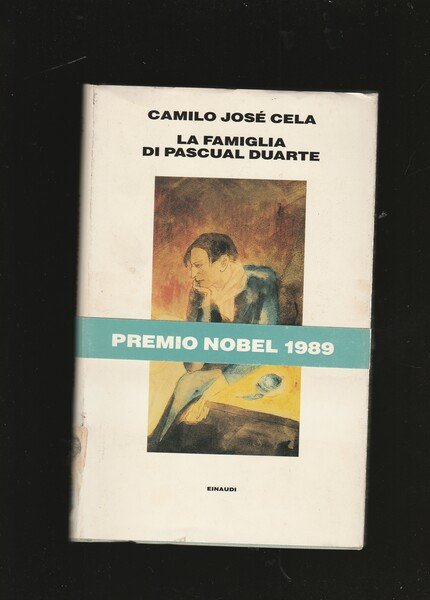 CAMILO JOSÉ CELA
LA FAMIGLIA
DI PASCUAL DUARTE
PREMIO NOBEL 1989
EINAUDI